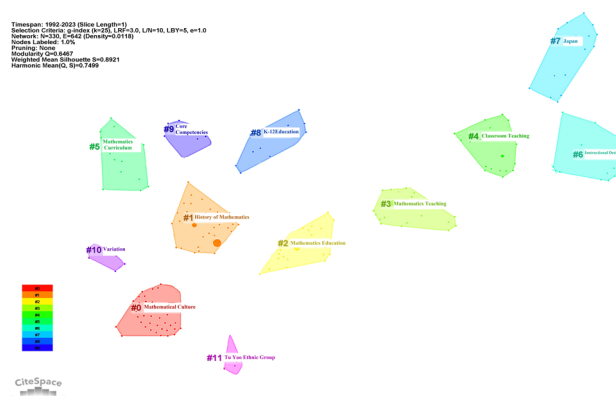 Timespan: 1992-2023 (Slice Length=1)
Selection Criteria: g-index (k=25), LRF=3.0, L/N=10, LBY=5, e=1.0
Network: N=330, E=642 (Density=0.0118)
Nodes Labeled: 1.0%
Pruning: None
Modularity Q=0.6467
Weighted Mean Silhouette S=0.8921
Harmonic Mean(Q, S)=0.7499
#7 Japan
#9 Core
Competencies
#8 K-12Education
#4 Classroom Teaching
#5 Mathematics
Curriculum
#6 Instructional
#3 Mathematics Teaching
#1 History of Mathematics
#2 Mathematics Education
#10 Variation
#0 Mathematical Culture
#11 Tu Yao Ethnic Group
CiteSpace